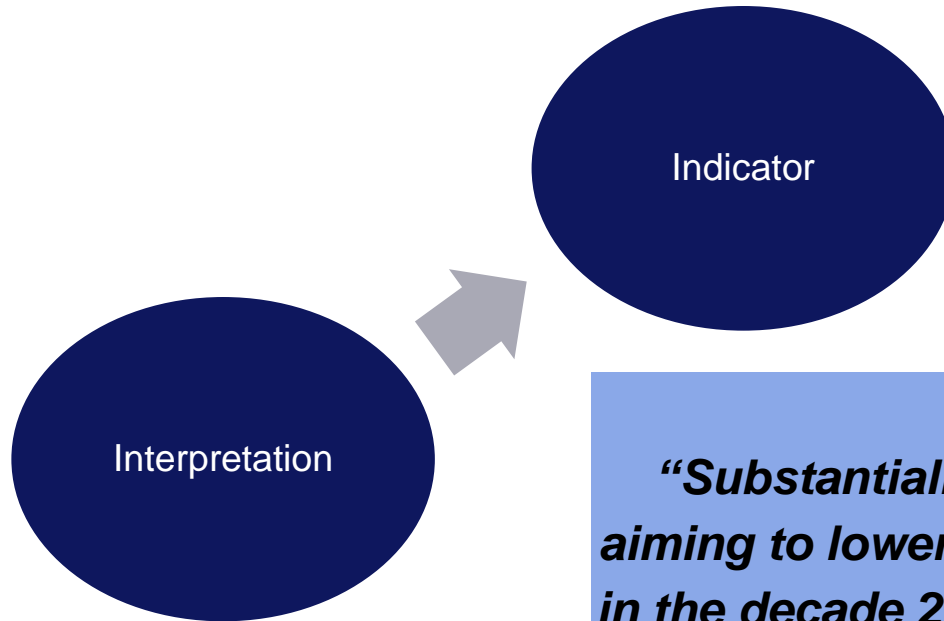 Indicator
Interpretation
“Substantiall
aiming to lower
in the decade 2